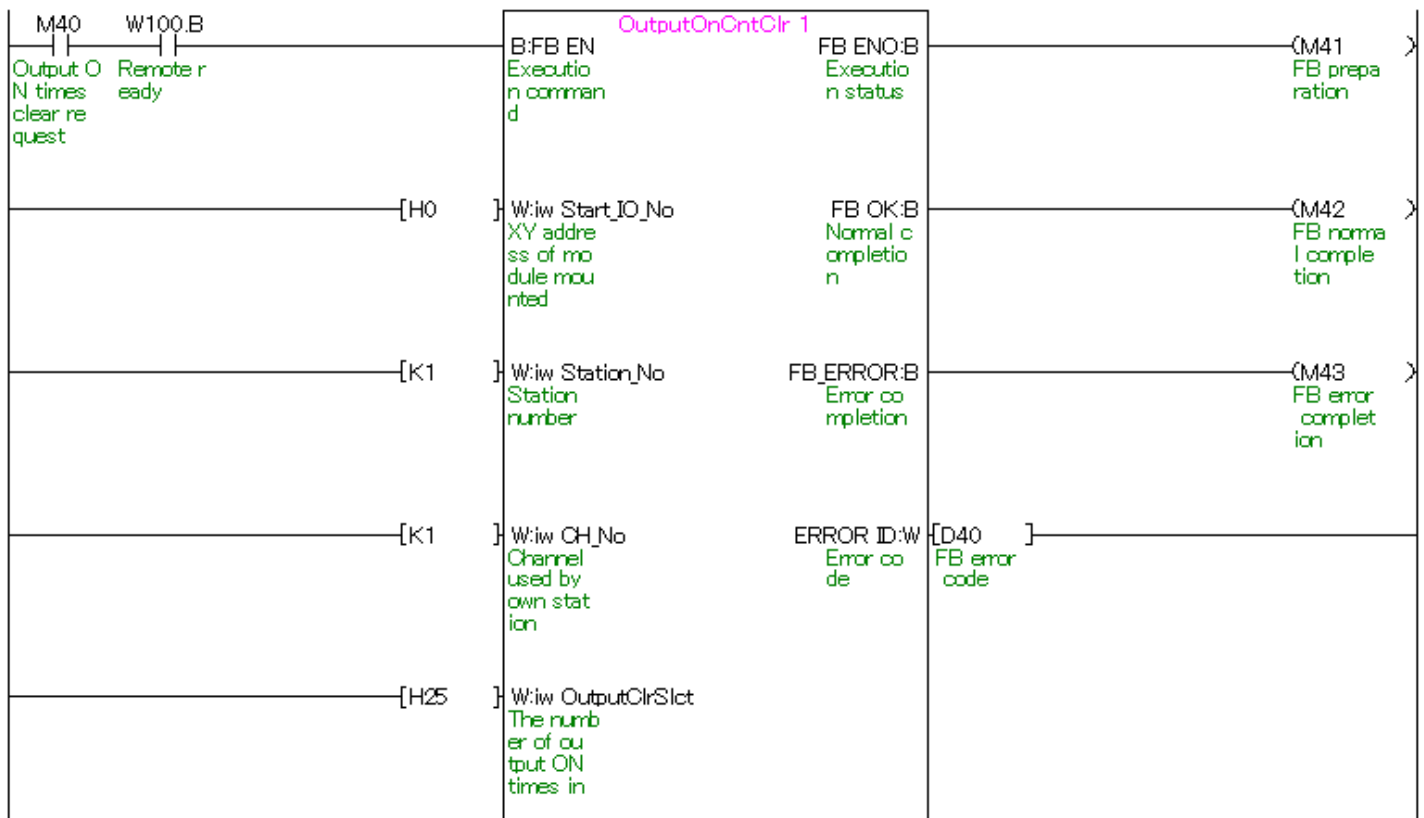 M40 W100.B OutputOnCntClr 1
B:FB EN FB ENO:B (M41 )
Output O Remote r Executio Executio FB prepa
N times eady n comman n status ration
clear re d
quest
[H0 ] W:iw Start_IO_No FB OK:B (M42 )
XY addre Normal c FB norma
ss of mo ompletio l comple
dule mou n tion
nted
[K1 ] W:iw Station_No FB_ERROR:B (M43 )
Station Error co FB error
number mpletion complet
ion
[K1 ] W:iw CH_No ERROR ID:W [D40 ]
Channel Error co FB error
used by de code
own stat
ion
[H25 ] W:iw OutputClrSlct
The numb
er of ou
tput ON
times in